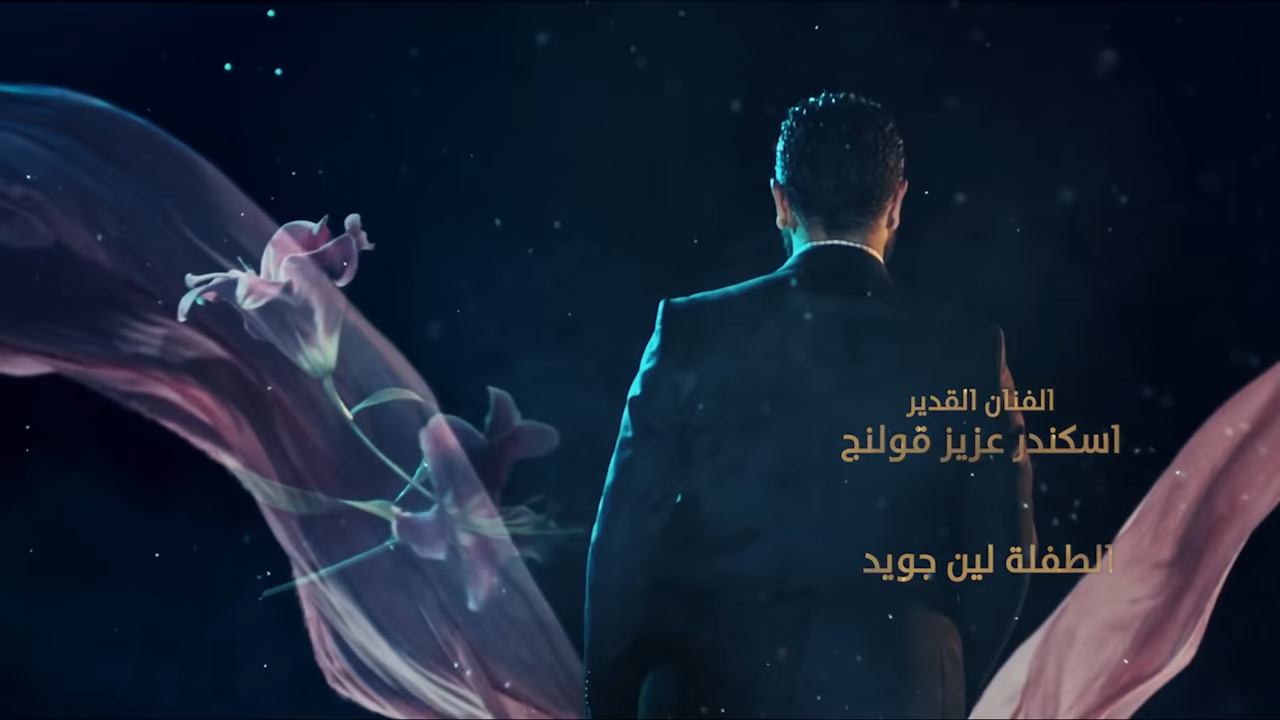 الفنان القدير
اسكندر عزيز قولنج
الطفلة لين جويد